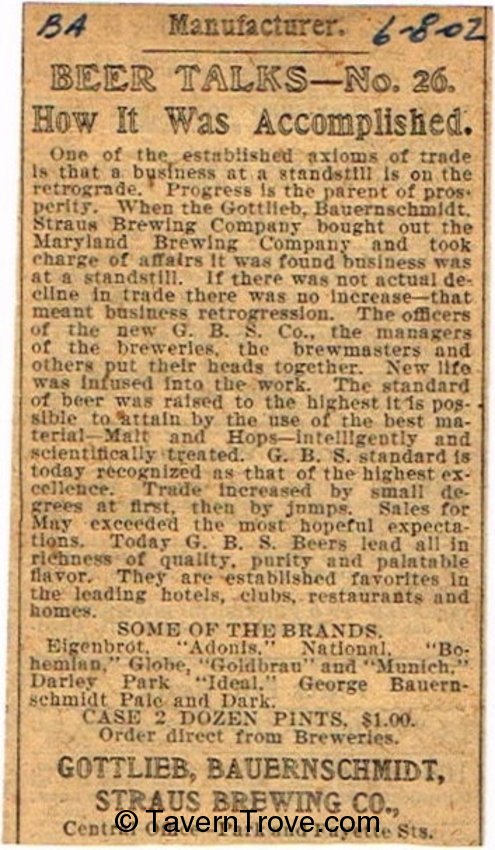 BA Manufacturer. 6-8-02
BEER TALKS—No. 26.
How It Was Accomplished.
One of the established axioms of trade
is that a business at a standstill is on the
retrograde. Progress is the parent of pros-
perity. When the Gottlieb, Bauernschmidt,
Straus Brewing Company bought out the
Maryland Brewing Company and took
charge of affairs it was found business was
at a standstill. If there was not actual de-
cline in trade there was no increase—that
meant business retrogression. The officers
of the new G. B. S. Co., the managers
of the breweries, the brewmasters and
others put their heads together. New life
was infused into the work. The standard
of beer was raised to the highest it is pos-
sible to attain by the use of the best ma-
terial—Malt and Hops—intelligently and
scientifically treated. G. B. S. standard is
today recognized as that of the highest ex-
cellence. Trade increased by small de-
grees at first, then by jumps. Sales for
May exceeded the most hopeful expecta-
tions. Today G. B. S. Beers lead all in
richness of quality, purity and palatable
flavor. They are established favorites in
the leading hotels, clubs, restaurants and
homes.
SOME OF THE BRANDS.
Eigenbrot, "Adonis," National, "Bo-
hemian," Globe, "Goldbrau" and "Munich,"
Darley Park "Ideal," George Bauern-
schmidt Pale and Dark.
CASE 2 DOZEN PINTS, $1.00.
Order direct from Breweries.
GOTTLIEB, BAUERNSCHMIDT,
STRAUS BREWING CO.,
Central Office Park and Fayette Sts.
© TavernTrove.com